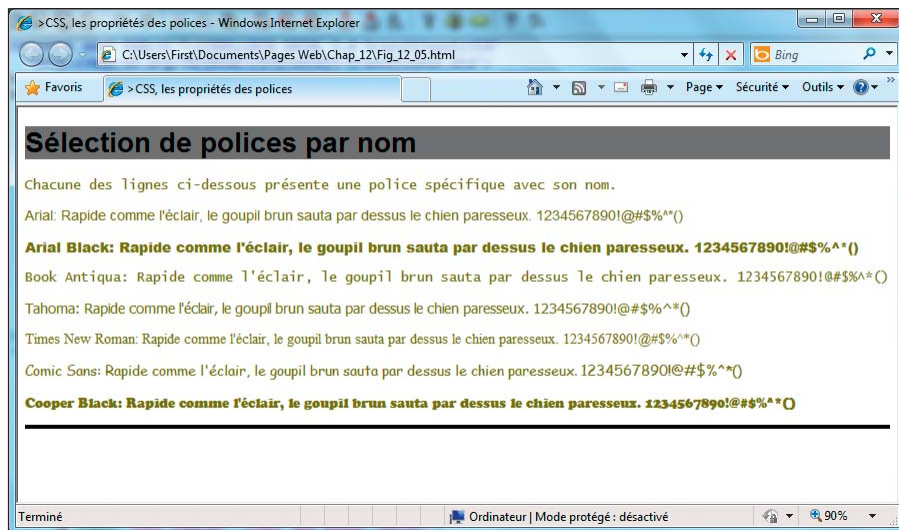 >CSS, les propriétés des polices - Windows Internet Explorer
C:\Users\First\Documents\Pages Web\Chap_12\Fig_12_05.html
Bing
Favoris
>CSS, les propriétés des polices
Page
Sécurité
Outils
Sélection de polices par nom
Chacune des lignes ci-dessous présente une police spécifique avec son nom.
Arial: Rapide comme l'éclair, le goupil brun sauta par dessus le chien paresseux. 1234567890!@#$%^*()
Arial Black: Rapide comme l'éclair, le goupil brun sauta par dessus le chien paresseux. 1234567890!@#$%^*()
Book Antiqua: Rapide comme l'éclair, le goupil brun sauta par dessus le chien paresseux. 1234567890!@#$%^*()
Tahoma: Rapide comme l'éclair, le goupil brun sauta par dessus le chien paresseux. 1234567890!@#$%^*()
Times New Roman: Rapide comme l'éclair, le goupil brun sauta par dessus le chien paresseux. 1234567890!@#$%^*()
Comic Sans: Rapide comme l'éclair, le goupil brun sauta par dessus le chien paresseux. 1234567890!@#$%^*()
Cooper Black: Rapide comme l'éclair, le goupil brun sauta par dessus le chien paresseux. 1234567890!@#$%^*()
Terminé
Ordinateur | Mode protégé : désactivé
90%